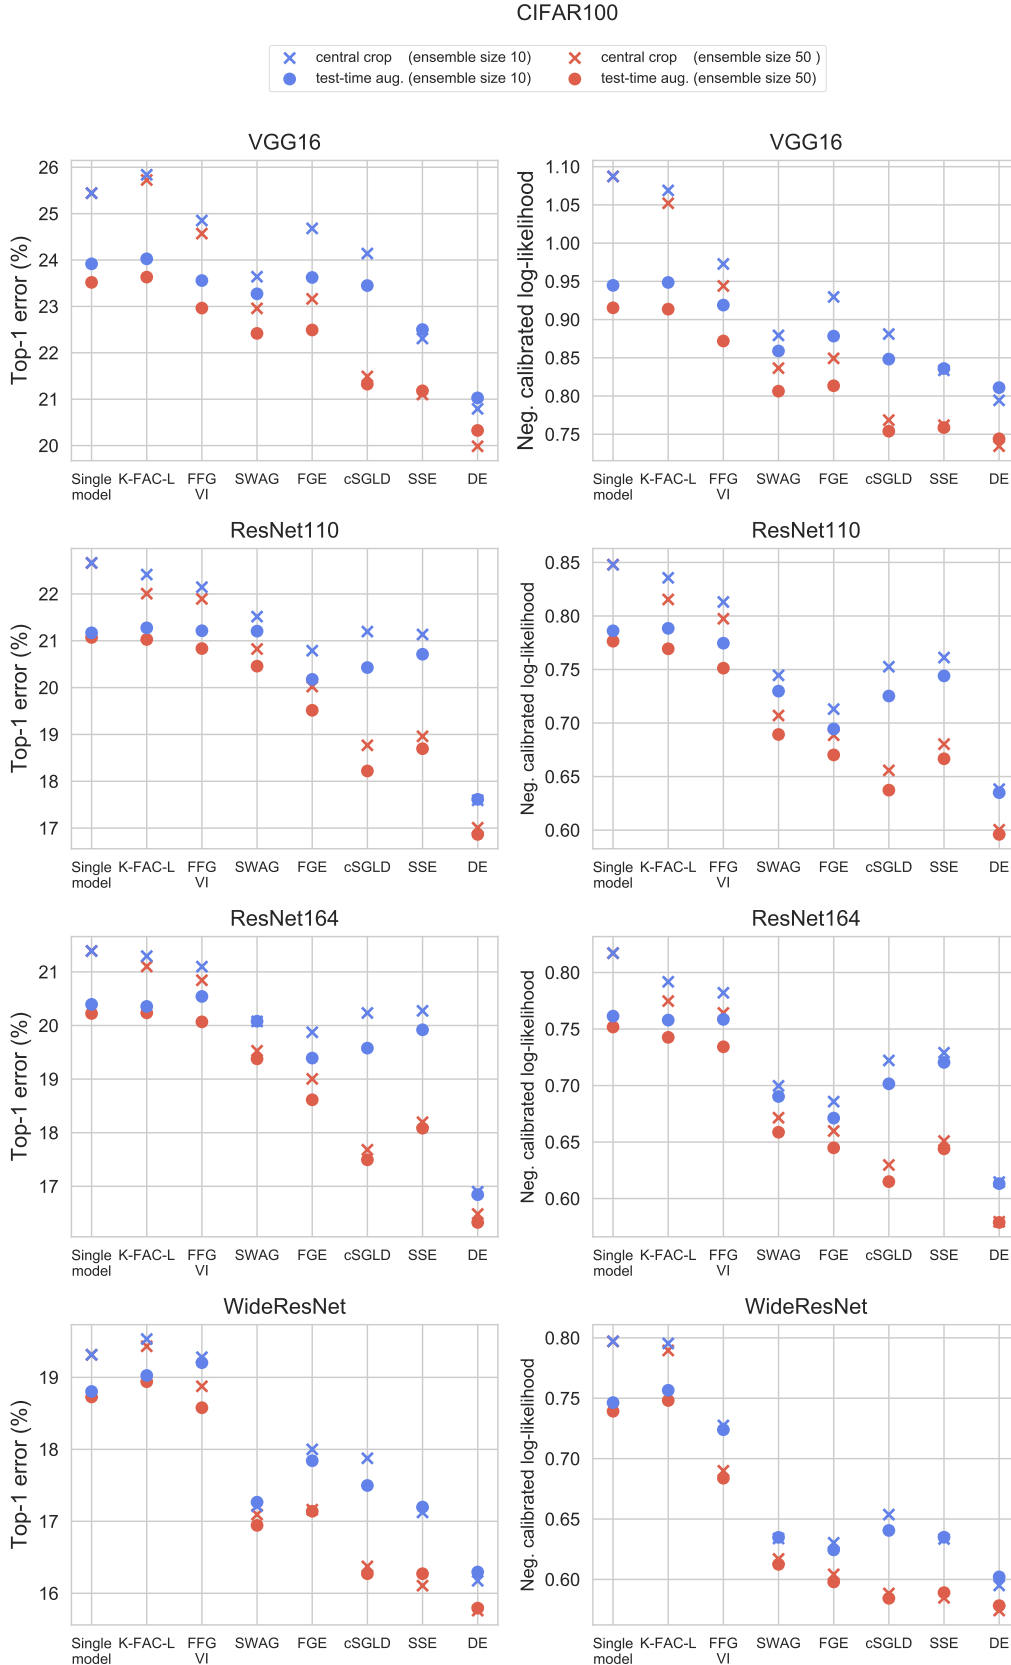 CIFAR100
central crop (ensemble size 10)
central crop (ensemble size 50 )
test-time aug. (ensemble size 10)
test-time aug. (ensemble size 50)
VGG16
Top-1 error (%)
26
25
24
23
22
21
20
Single model
K-FAC-L
FFG VI
SWAG
FGE
cSGLD
SSE
DE
VGG16
Neg. calibrated log-likelihood
1.10
1.05
1.00
0.95
0.90
0.85
0.80
0.75
Single model
K-FAC-L
FFG VI
SWAG
FGE
cSGLD
SSE
DE
ResNet110
Top-1 error (%)
22
21
20
19
18
17
Single model
K-FAC-L
FFG VI
SWAG
FGE
cSGLD
SSE
DE
ResNet110
Neg. calibrated log-likelihood
0.85
0.80
0.75
0.70
0.65
0.60
Single model
K-FAC-L
FFG VI
SWAG
FGE
cSGLD
SSE
DE
ResNet164
Top-1 error (%)
21
20
19
18
17
Single model
K-FAC-L
FFG VI
SWAG
FGE
cSGLD
SSE
DE
ResNet164
Neg. calibrated log-likelihood
0.80
0.75
0.70
0.65
0.60
Single model
K-FAC-L
FFG VI
SWAG
FGE
cSGLD
SSE
DE
WideResNet
Top-1 error (%)
19
18
17
16
Single model
K-FAC-L
FFG VI
SWAG
FGE
cSGLD
SSE
DE
WideResNet
Neg. calibrated log-likelihood
0.80
0.75
0.70
0.65
0.60
Single model
K-FAC-L
FFG VI
SWAG
FGE
cSGLD
SSE
DE